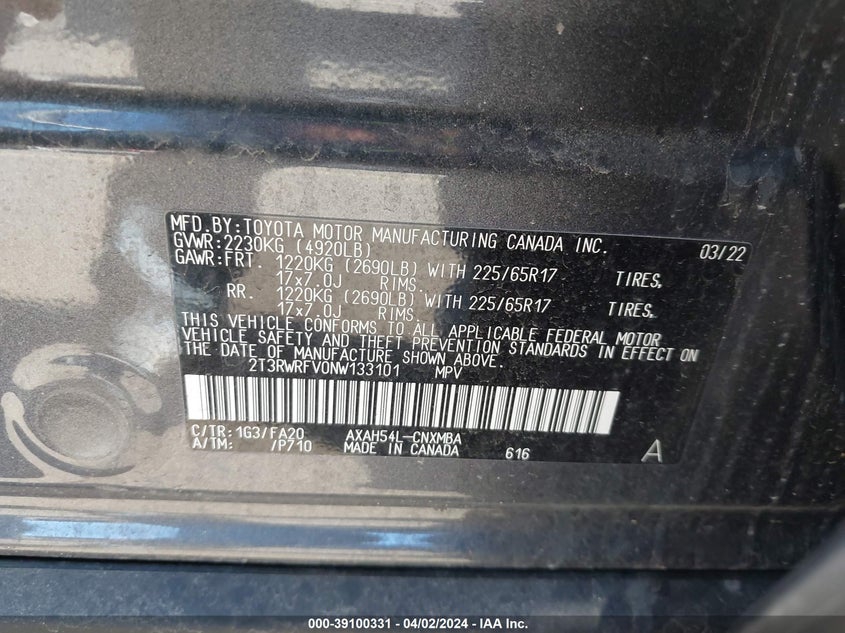 MFD.BY:TOYOTA MOTOR MANUFACTURING CANADA INC. 03/22
GVWR:2230KG (4920LB)
GAWR:FRT. 1220KG (2690LB) WITH 225/65R17 TIRES,
17x7.0J RIMS.
RR. 1220KG (2690LB) WITH 225/65R17 TIRES,
17x7.0J RIMS.
THIS VEHICLE CONFORMS TO ALL APPLICABLE FEDERAL MOTOR
VEHICLE SAFETY AND THEFT PREVENTION STANDARDS IN EFFECT ON
THE DATE OF MANUFACTURE SHOWN ABOVE.
2T3RWRFV0NW133101 MPV
C/TR:1G3/FA20 AXAH54L-CNXMBA
A/TM: /P710 MADE IN CANADA 616 A
000-39100331 - 04/02/2024 - IAA Inc.